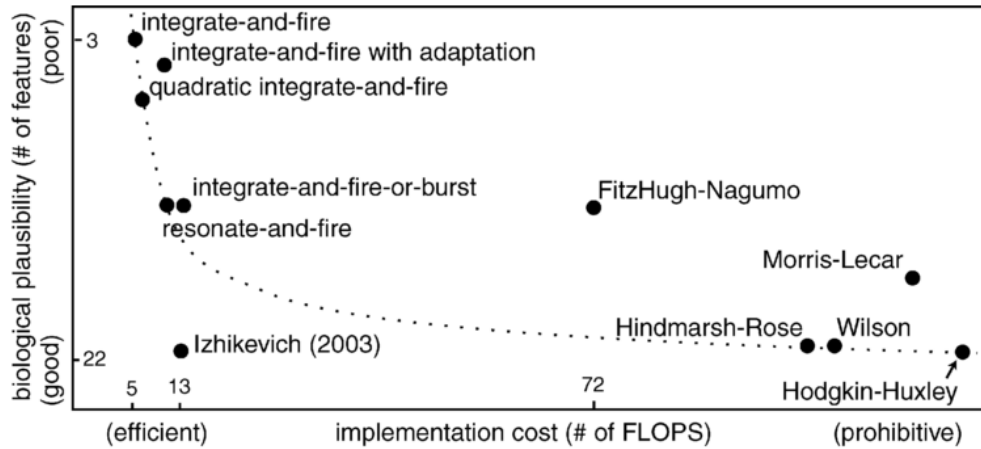 biological plausibility (# of features)
(good) (poor)
3
22
integrate-and-fire
integrate-and-fire with adaptation
quadratic integrate-and-fire
integrate-and-fire-or-burst
resonate-and-fire
FitzHugh-Nagumo
Morris-Lecar
Hindmarsh-Rose
Wilson
Izhikevich (2003)
Hodgkin-Huxley
5
13
72
(efficient)
implementation cost (# of FLOPS)
(prohibitive)